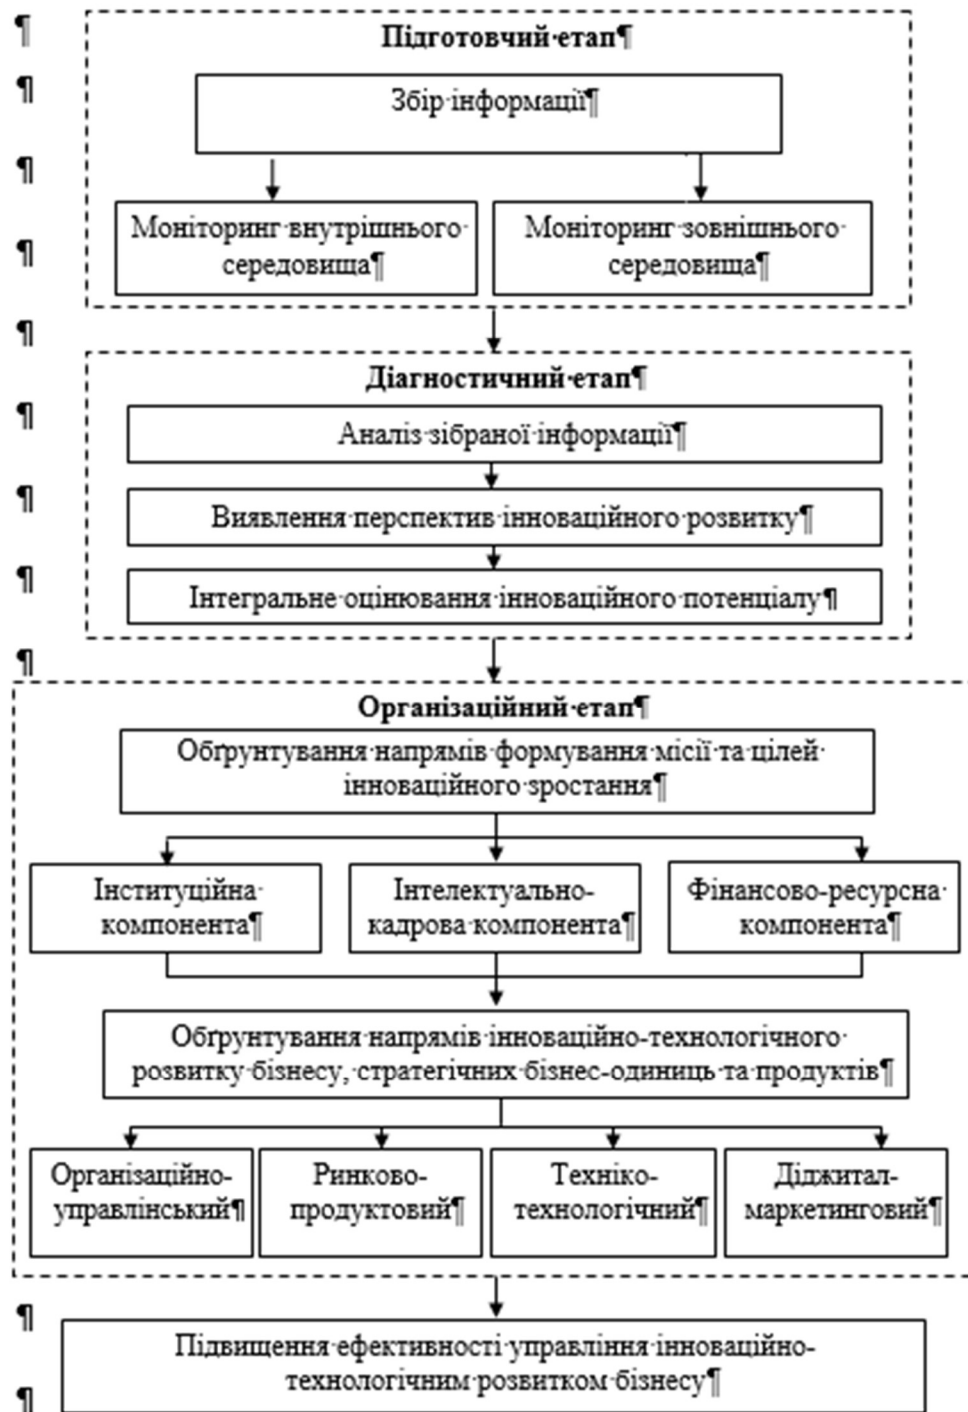 Підготовчий·етап¶
Збір·інформації¶
Моніторинг·внутрішнього·
середовища¶
Моніторинг·зовнішнього·
середовища¶
Діагностичний·етап¶
Аналіз·зібраної·інформації¶
Виявлення·перспектив·інноваційного·розвитку¶
Інтегральне·оцінювання·інноваційного·потенціалу¶
Організаційний·етап¶
Обґрунтування·напрямів·формування·місії·та·цілей·
інноваційного·зростання¶
Інституційна·
компонента¶
Інтелектуально-
кадрова·компонента¶
Фінансово-ресурсна·
компонента¶
Обґрунтування·напрямів·інноваційно-технологічного·
розвитку·бізнесу,·стратегічних·бізнес-одиниць·та·продуктів¶
Організаційно-
управлінський¶
Ринково-
продуктовий¶
Техніко-
технологічний¶
Діджитал-
маркетинговий¶
Підвищення·ефективності·управління·інноваційно-
технологічним·розвитком·бізнесу¶